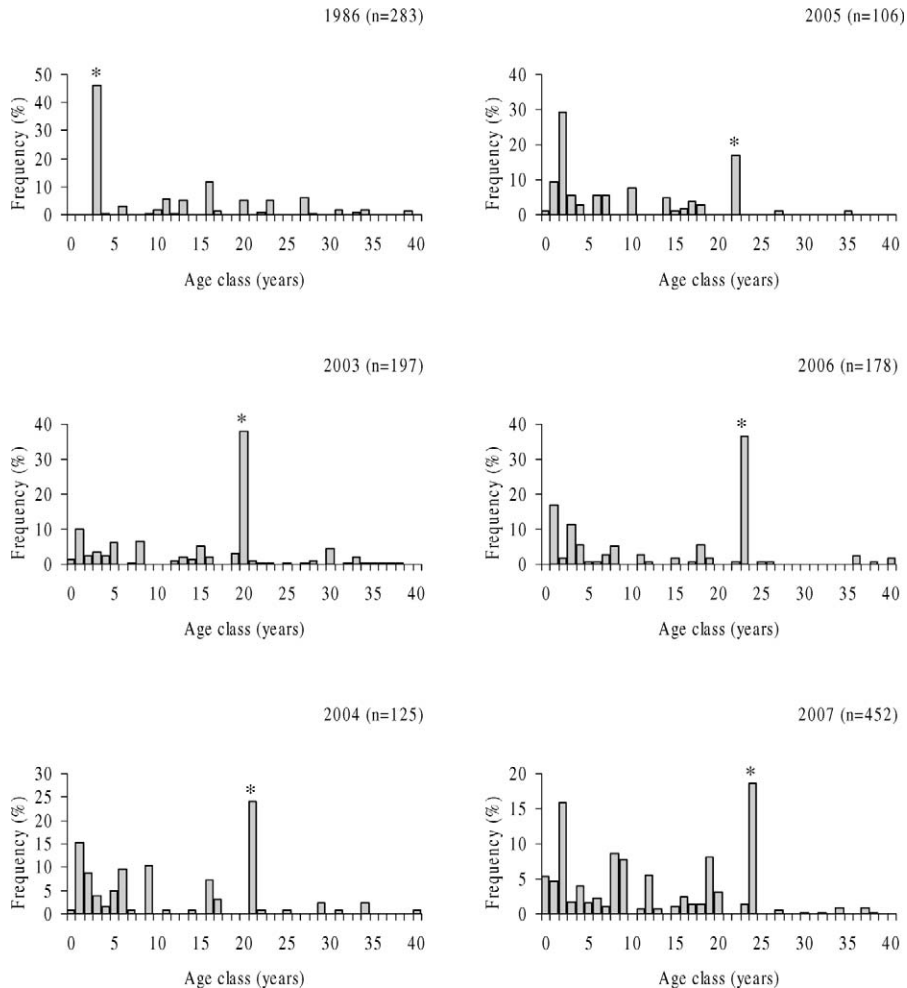 1986 (n=283)
*
50
40
30
20
10
0
Frequency (%)
0 5 10 15 20 25 30 35 40
Age class (years)
2005 (n=106)
*
40
30
20
10
0
Frequency (%)
0 5 10 15 20 25 30 35 40
Age class (years)
2003 (n=197)
*
40
30
20
10
0
Frequency (%)
0 5 10 15 20 25 30 35 40
Age class (years)
2006 (n=178)
*
40
30
20
10
0
Frequency (%)
0 5 10 15 20 25 30 35 40
Age class (years)
2004 (n=125)
*
30
25
20
15
10
5
0
Frequency (%)
0 5 10 15 20 25 30 35 40
Age class (years)
2007 (n=452)
*
20
15
10
5
0
Frequency (%)
0 5 10 15 20 25 30 35 40
Age class (years)